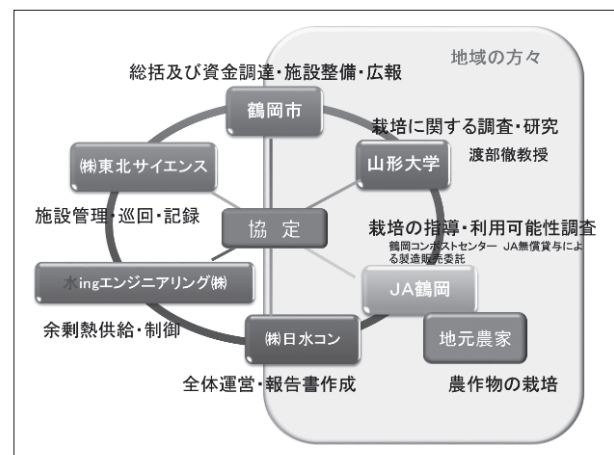 地域の方々
総括及び資金調達・施設整備・広報
鶴岡市
栽培に関する調査・研究
㈱東北サイエンス
山形大学
渡部徹教授
施設管理・巡回・記録
協定
栽培の指導・利用可能性調査
鶴岡コンポストセンター JA無償貸与によ
る製造販売委託
水ingエンジニアリング㈱
JA鶴岡
余剰熱供給・制御
㈱日水コン
地元農家
全体運営・報告書作成
農作物の栽培